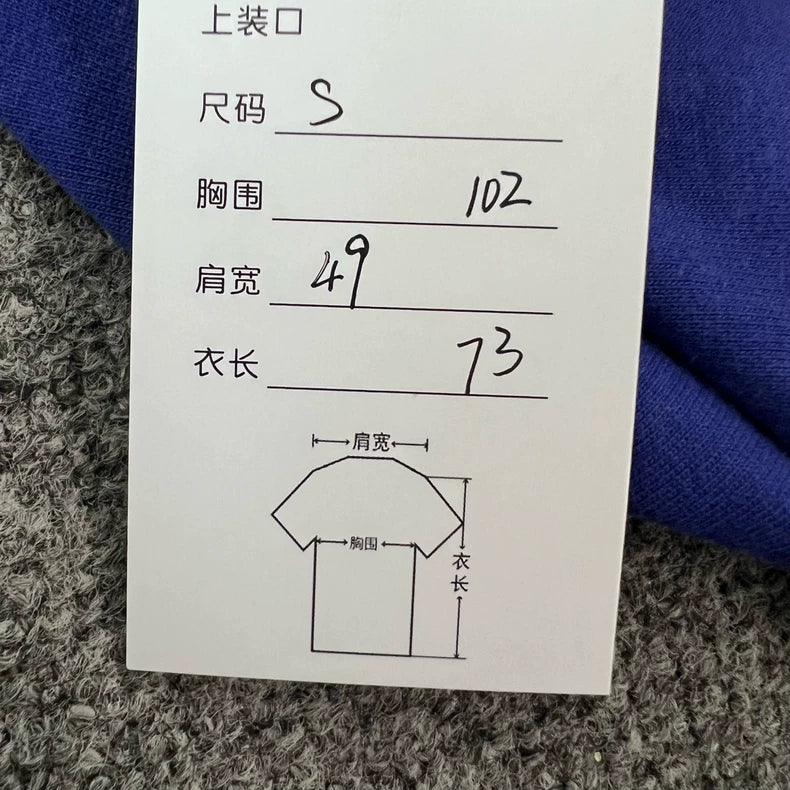 上装口
尺码 S
胸围 102
肩宽 49
衣长 73
肩宽
胸围
衣长